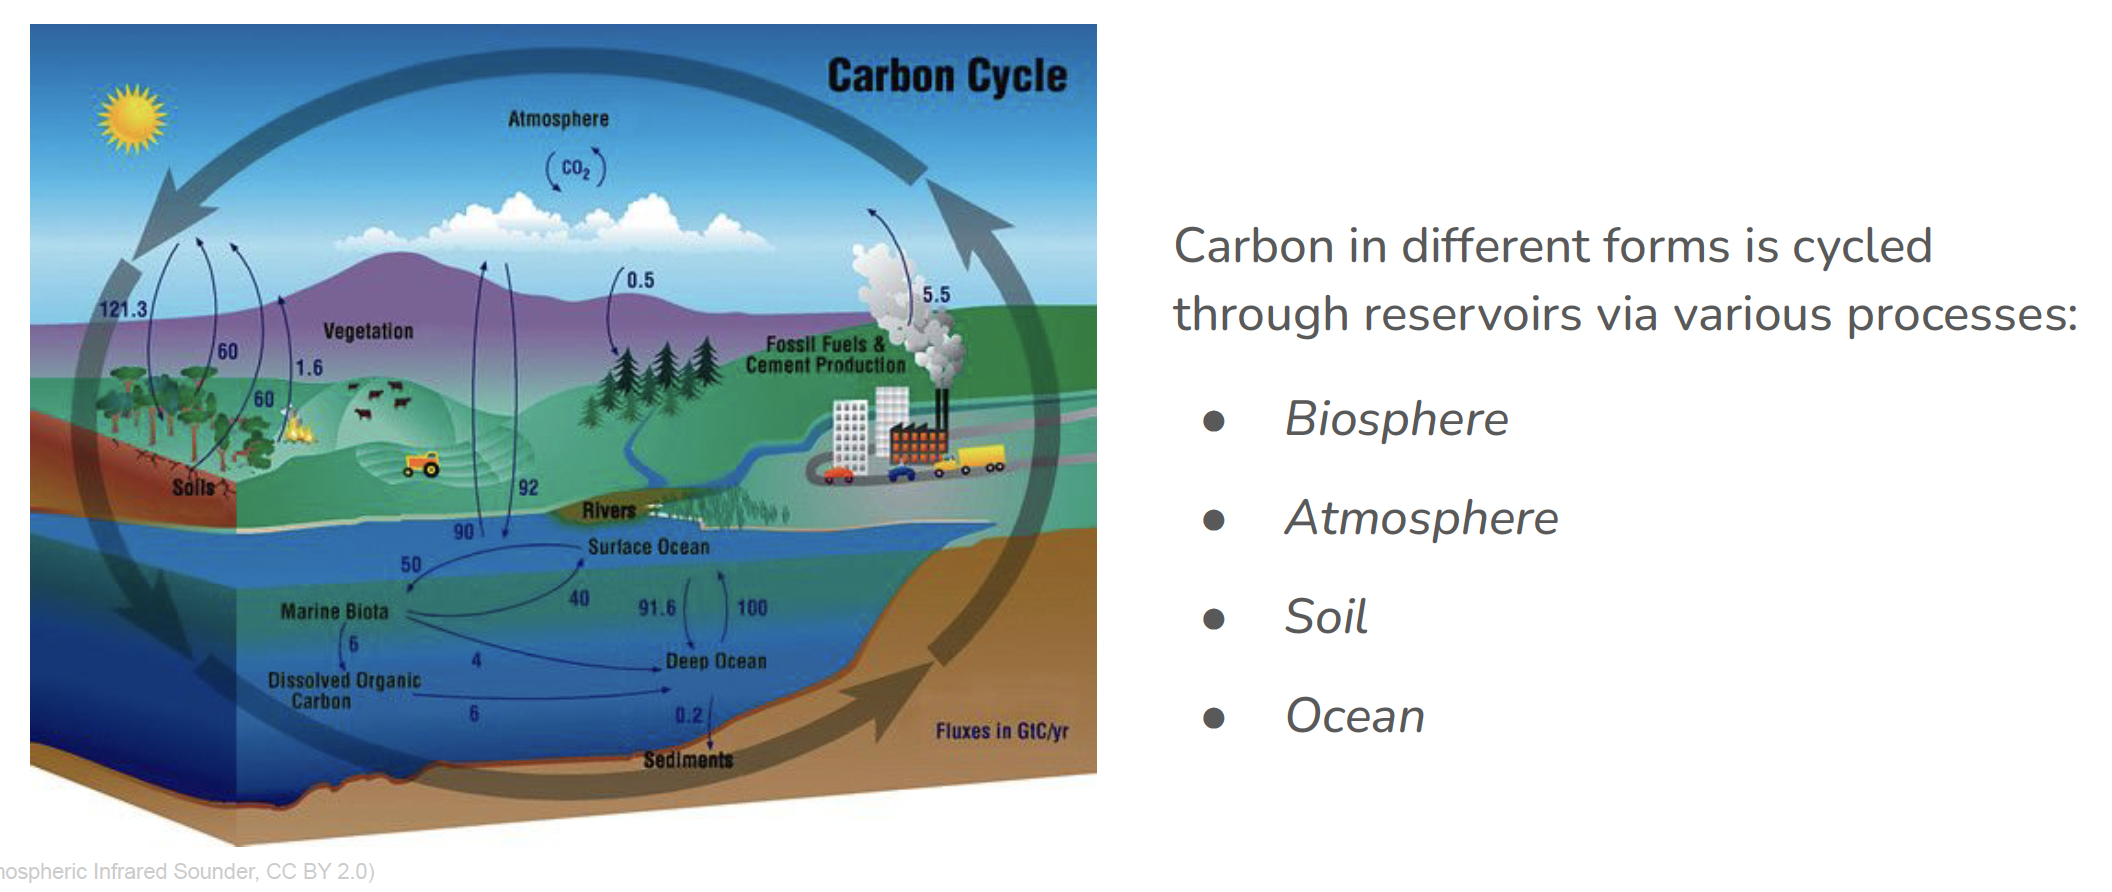 Carbon Cycle
Atmosphere
CO₂
121.3
60
60
1.6
Vegetation
0.5
5.5
Fossil Fuels &
Cement Production
Soils
92
90
Rivers
Surface Ocean
50
40
Marine Biota
91.6
100
6
4
Deep Ocean
Dissolved Organic
Carbon
6
0.2
Sediments
Fluxes in GtC/yr
Carbon in different forms is cycled
through reservoirs via various processes:
● Biosphere
● Atmosphere
● Soil
● Ocean
Infrared Sounder, CC BY 2.0)